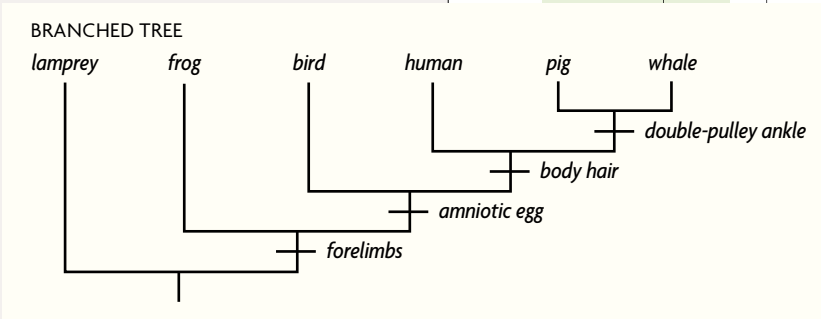 BRANCHED TREE
lamprey frog bird human pig whale
double-pulley ankle
body hair
amniotic egg
forelimbs